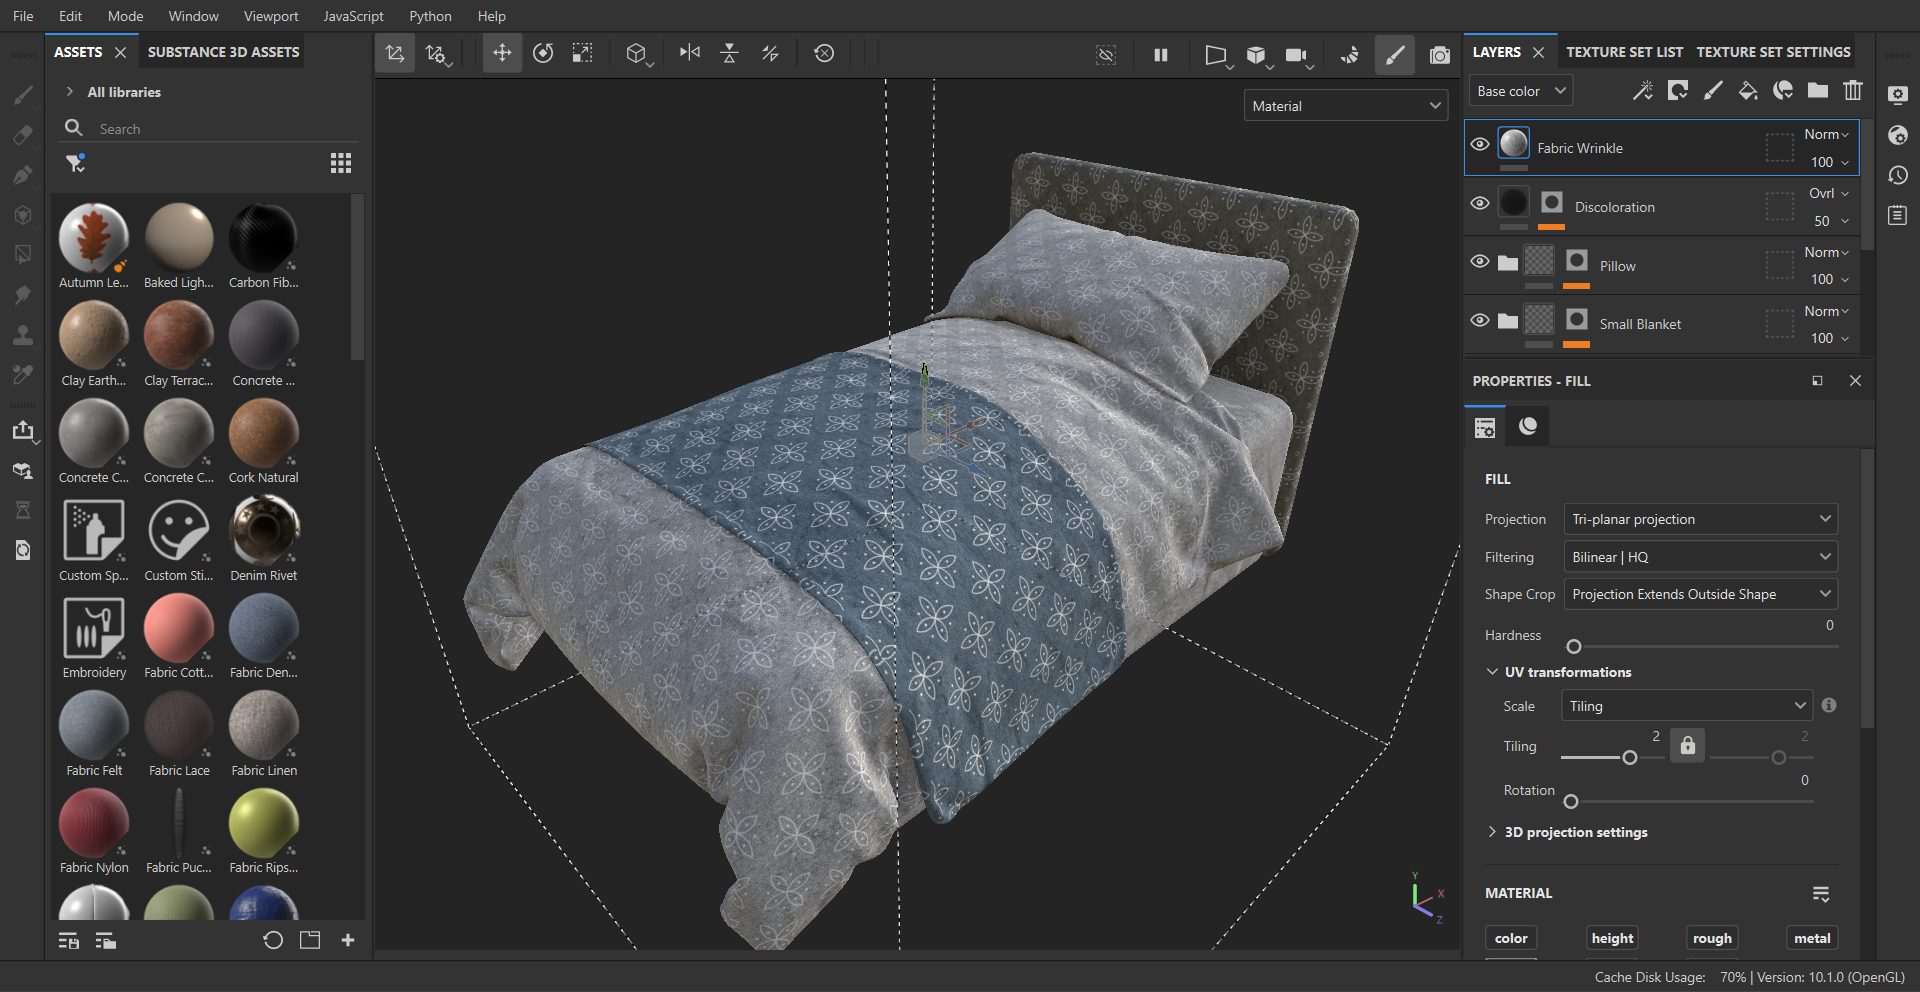 File Edit Mode Window Viewport JavaScript Python Help
ASSETS SUBSTANCE 3D ASSETS
All libraries
Search
Autumn Le... Baked Ligh... Carbon Fib...
Clay Earth... Clay Terrac... Concrete ...
Concrete C... Concrete C... Cork Natural
Custom Sp... Custom Sti... Denim Rivet
Embroidery Fabric Cott... Fabric Den...
Fabric Felt Fabric Lace Fabric Linen
Fabric Nylon Fabric Puc... Fabric Rips...
Material
Y
X
Z
LAYERS TEXTURE SET LIST TEXTURE SET SETTINGS
Base color
Fabric Wrinkle Norm 100
Discoloration Ovrl 50
Pillow Norm 100
Small Blanket Norm 100
PROPERTIES - FILL
FILL
Projection Tri-planar projection
Filtering Bilinear | HQ
Shape Crop Projection Extends Outside Shape
Hardness 0
UV transformations
Scale Tiling
Tiling 2 2
Rotation 0
3D projection settings
MATERIAL
color height rough metal
Cache Disk Usage: 70% | Version: 10.1.0 (OpenGL)